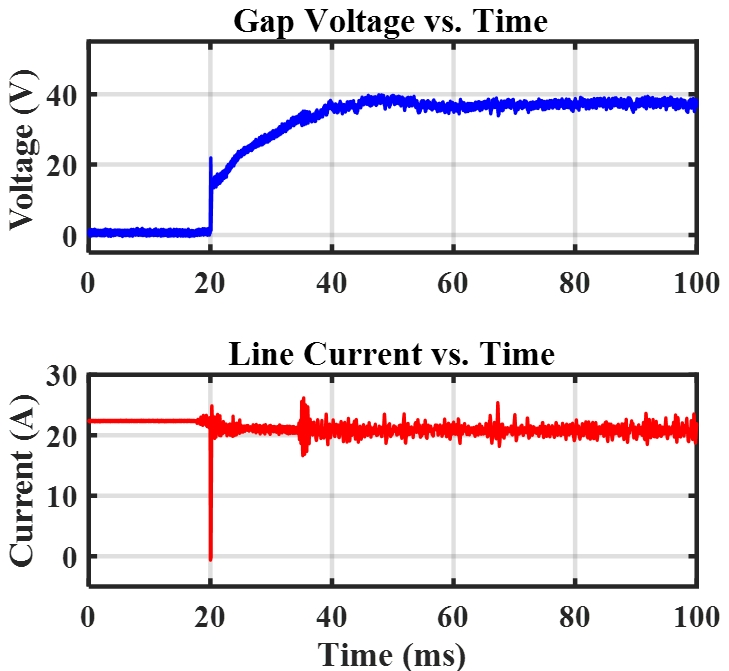 Gap Voltage vs. Time
Voltage (V)
40
20
0
0 20 40 60 80 100
Line Current vs. Time
Current (A)
30
20
10
0
0 20 40 60 80 100
Time (ms)